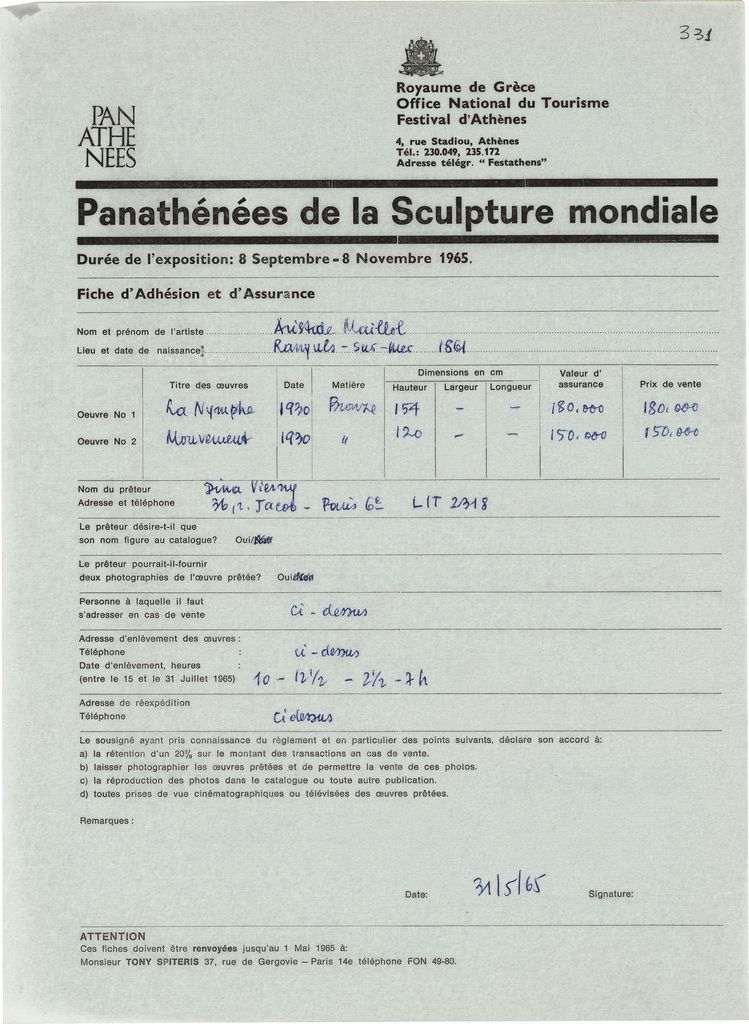 331
PAN
ATHE
NEES
Royaume de Grèce
Office National du Tourisme
Festival d'Athènes
4, rue Stadiou, Athènes
Tél.: 230.049, 235.172
Adresse télégr. " Festathens"
Panathénées de la Sculpture mondiale
Durée de l'exposition: 8 Septembre - 8 Novembre 1965.
Fiche d'Adhésion et d'Assurance
Nom et prénom de l'artiste Aristide Maillol
Lieu et date de naissance Banyuls - sur-mer 1861
Titre des œuvres Date Matière Dimensions en cm Hauteur Largeur Longueur Valeur d'assurance Prix de vente
Oeuvre No 1 La Nymphe 1930 Bronze 154 - - 180.000 180.000
Oeuvre No 2 Mouvement 1930 " 120 - - 150.000 150.000
Nom du prêteur Dina Vierny
Adresse et téléphone 36, r. Jacob - Paris 6e LIT 2318
Le prêteur désire-t-il que
son nom figure au catalogue? Oui/Non
Le prêteur pourrait-il-fournir
deux photographies de l'œuvre prêtée? Oui/Non
Personne à laquelle il faut
s'adresser en cas de vente ci - dessus
Adresse d'enlèvement des œuvres :
Téléphone : ci - dessus
Date d'enlèvement, heures :
(entre le 15 et le 31 Juillet 1965) 10 - 12 1/2 - 2 1/2 - 7 h
Adresse de réexpédition
Téléphone Ci dessus
Le sousigné ayant pris connaissance du règlement et en particulier des points suivants, déclare son accord à:
a) la rétention d'un 20% sur le montant des transactions en cas de vente.
b) laisser photographier les œuvres prêtées et de permettre la vente de ces photos.
c) la réproduction des photos dans le catalogue ou toute autre publication.
d) toutes prises de vue cinématographiques ou télévisées des œuvres prêtées.
Remarques :
Date: 31/5/65 Signature:
ATTENTION
Ces fiches doivent être renvoyées jusqu'au 1 Mai 1965 à:
Monsieur TONY SPITERIS 37, rue de Gergovie – Paris 14e téléphone FON 49-80.